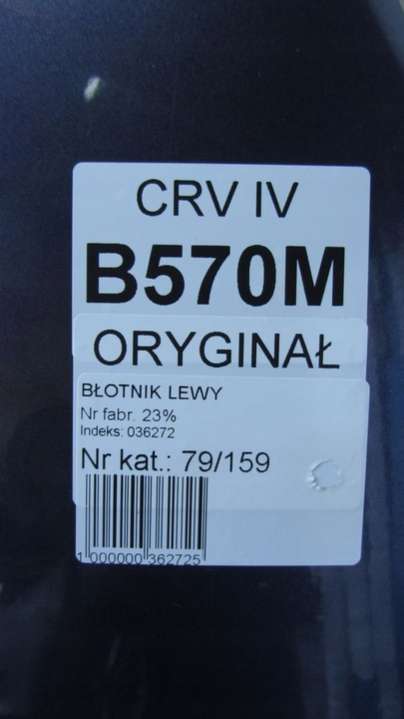 CRV IV
B570M
ORYGINAŁ
BŁOTNIK LEWY
Nr fabr. 23%
Indeks: 036272
Nr kat.: 79/159
1 000000 362725